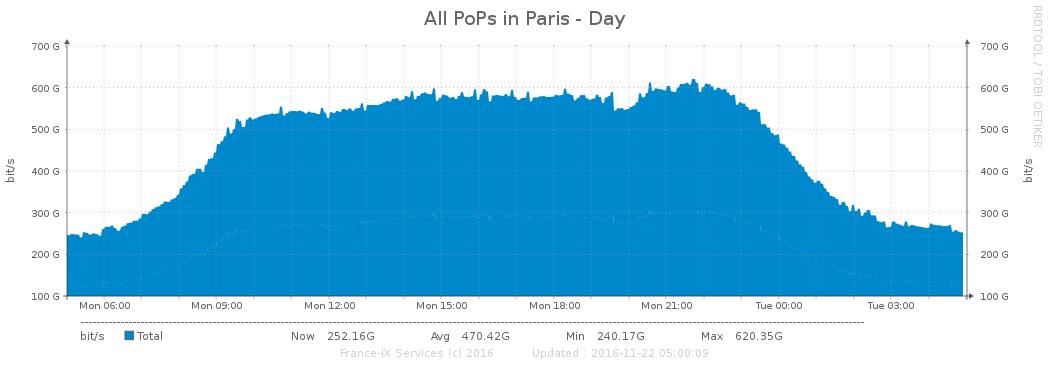 All PoPs in Paris - Day
RRDTOOL / TOBI OETIKER
700 G 700 G
600 G 600 G
500 G 500 G
400 G 400 G
300 G 300 G
200 G 200 G
100 G 100 G
bit/s bit/s
Mon 06:00 Mon 09:00 Mon 12:00 Mon 15:00 Mon 18:00 Mon 21:00 Tue 00:00 Tue 03:00
bit/s Total Now 252.16G Avg 470.42G Min 240.17G Max 620.35G
France-IX Services (c) 2016 Updated : 2016-11-22 05:00:09